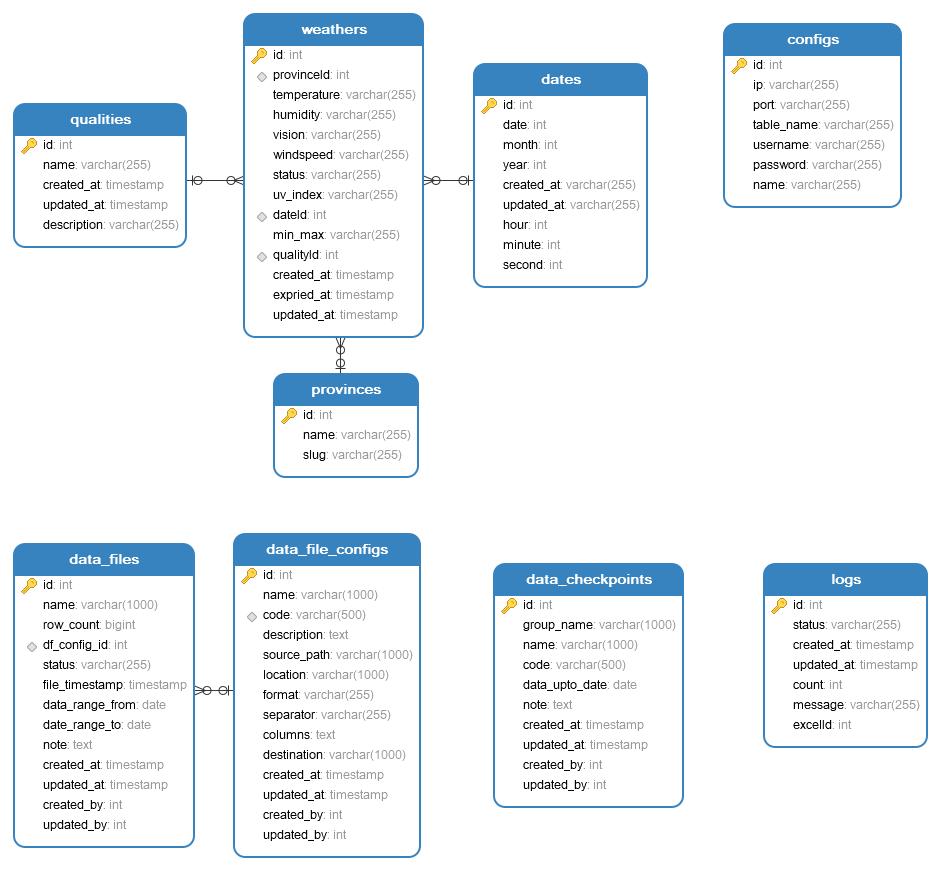 weathers
id: int
provinceId: int
temperature: varchar(255)
humidity: varchar(255)
vision: varchar(255)
windspeed: varchar(255)
status: varchar(255)
uv_index: varchar(255)
dateId: int
min_max: varchar(255)
qualityId: int
created_at: timestamp
expried_at: timestamp
updated_at: timestamp
configs
id: int
ip: varchar(255)
port: varchar(255)
table_name: varchar(255)
username: varchar(255)
password: varchar(255)
name: varchar(255)
dates
id: int
date: int
month: int
year: int
created_at: varchar(255)
updated_at: varchar(255)
hour: int
minute: int
second: int
qualities
id: int
name: varchar(255)
created_at: timestamp
updated_at: timestamp
description: varchar(255)
provinces
id: int
name: varchar(255)
slug: varchar(255)
data_files
id: int
name: varchar(1000)
row_count: bigint
df_config_id: int
status: varchar(255)
file_timestamp: timestamp
data_range_from: date
date_range_to: date
note: text
created_at: timestamp
updated_at: timestamp
created_by: int
updated_by: int
data_file_configs
id: int
name: varchar(1000)
code: varchar(500)
description: text
source_path: varchar(1000)
location: varchar(1000)
format: varchar(255)
separator: varchar(255)
columns: text
destination: varchar(1000)
created_at: timestamp
updated_at: timestamp
created_by: int
updated_by: int
data_checkpoints
id: int
group_name: varchar(1000)
name: varchar(1000)
code: varchar(500)
data_upto_date: date
note: text
created_at: timestamp
updated_at: timestamp
created_by: int
updated_by: int
logs
id: int
status: varchar(255)
created_at: timestamp
updated_at: timestamp
count: int
message: varchar(255)
excelId: int